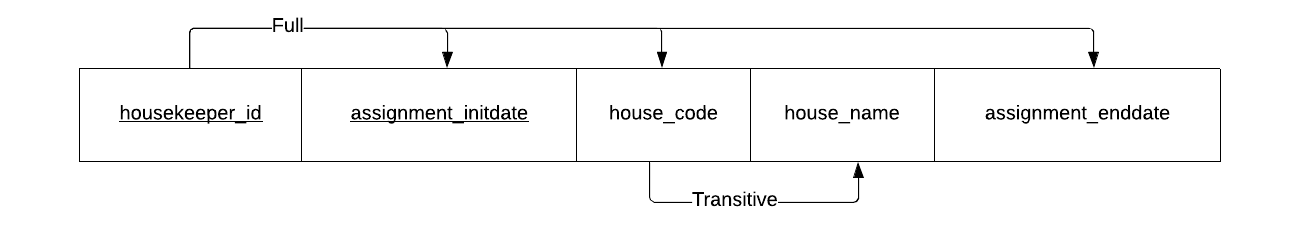 Full
housekeeper_id
assignment_initdate
house_code
house_name
assignment_enddate
Transitive